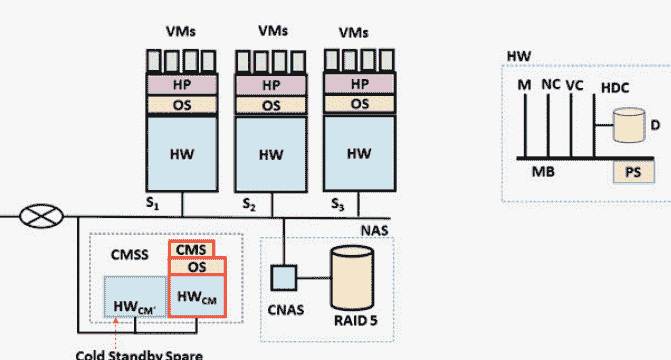 VMs VMs VMs
HP HP HP
OS OS OS
HW HW HW
S1 S2 S3
NAS
CMSS CMS
OS
HWCM' HWCM
CNAS RAID 5
Cold Standby Spare
HW
M NC VC HDC
D
MB PS